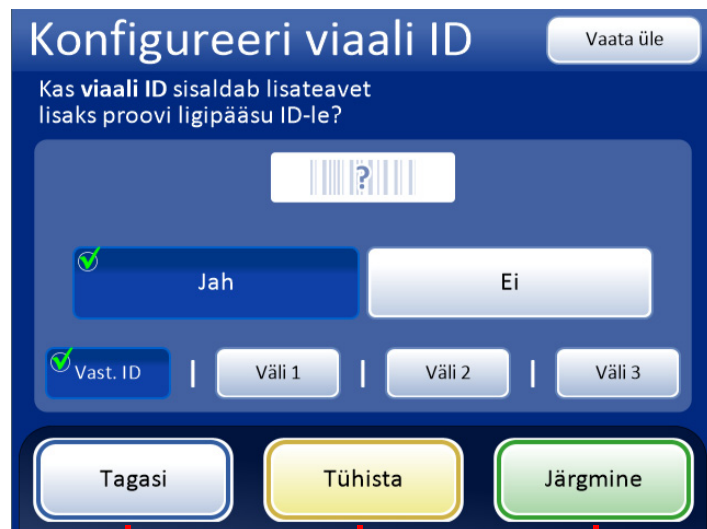 Konfigureeri viaali ID
Vaata üle
Kas viaali ID sisaldab lisateavet
lisaks proovi ligipääsu ID-le?
?
Jah
Ei
Vast. ID | Väli 1 | Väli 2 | Väli 3
Tagasi
Tühista
Järgmine